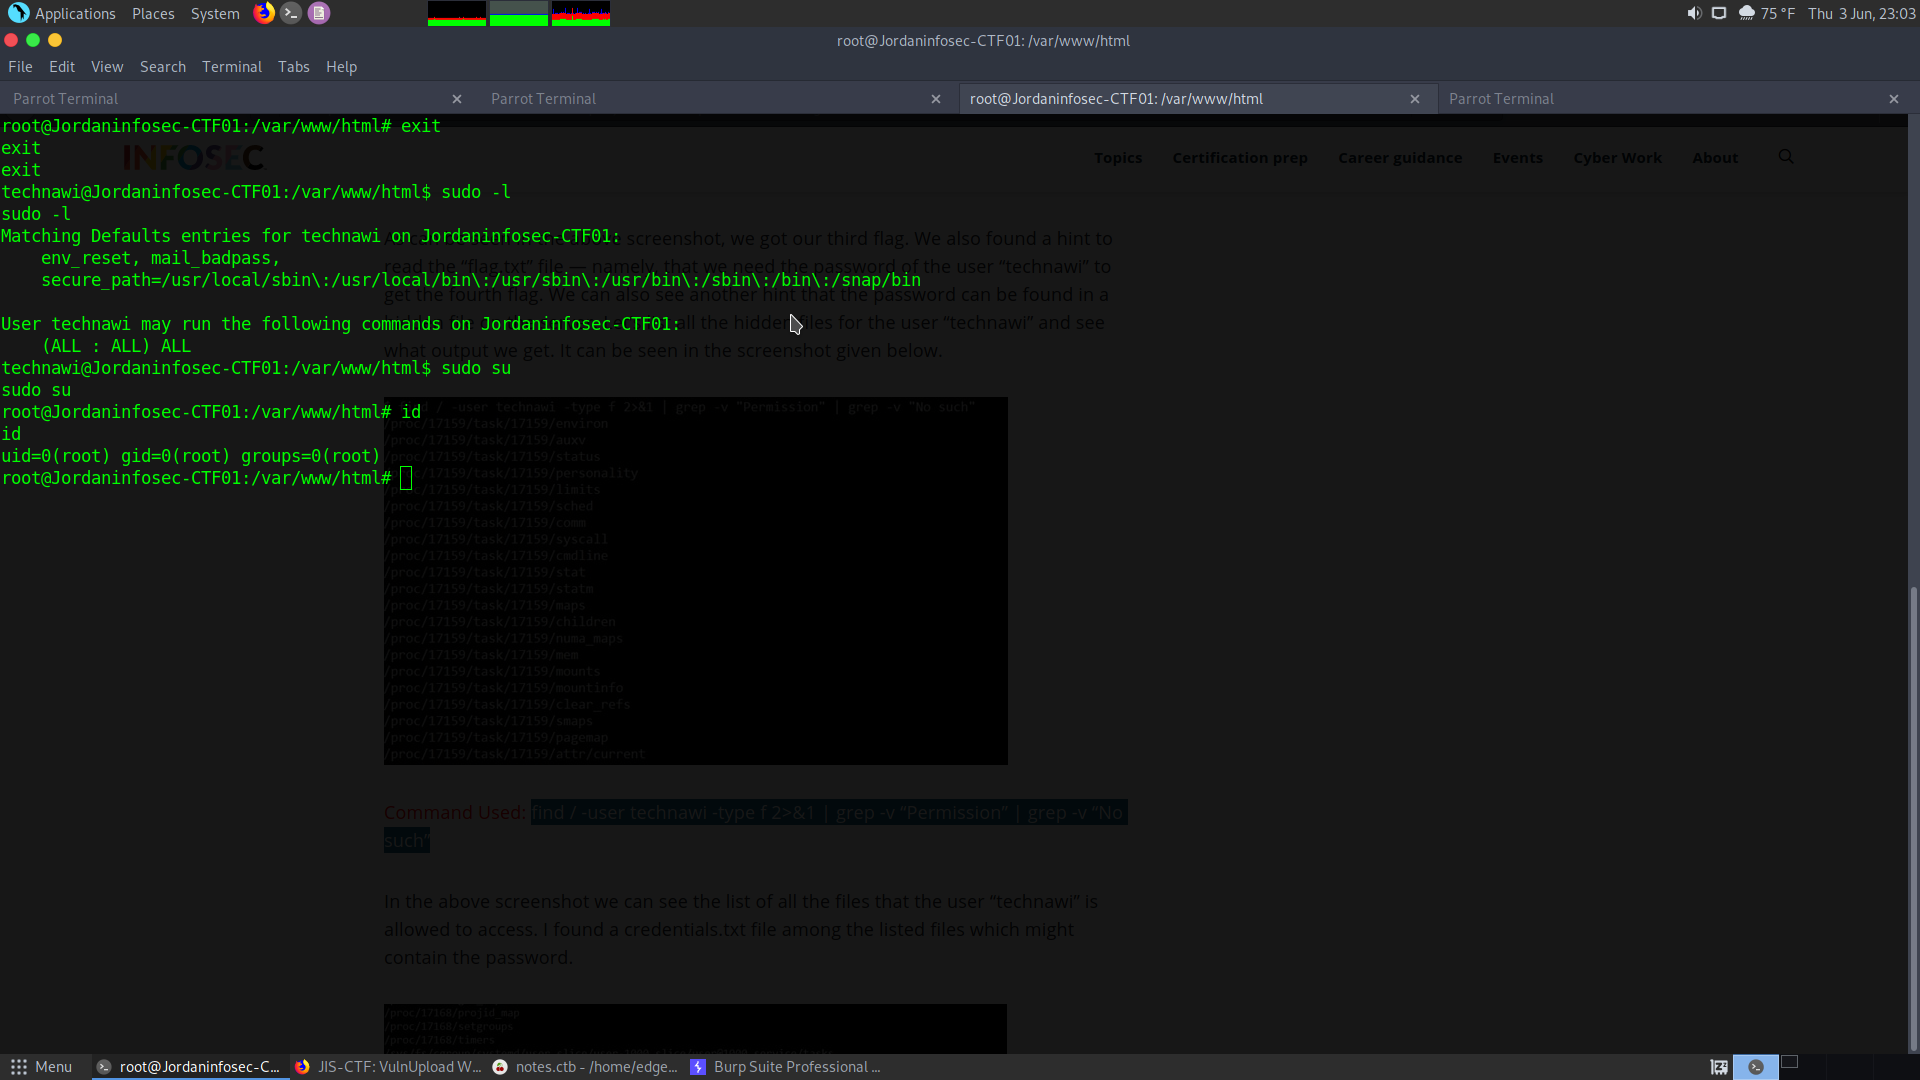 Applications Places System 75 °F Thu 3 Jun, 23:03
root@Jordaninfosec-CTF01: /var/www/html
File Edit View Search Terminal Tabs Help
Parrot Terminal × Parrot Terminal × root@Jordaninfosec-CTF01: /var/www/html × Parrot Terminal ×
root@Jordaninfosec-CTF01:/var/www/html# exit
exit
exit
technawi@Jordaninfosec-CTF01:/var/www/html$ sudo -l
sudo -l
Matching Defaults entries for technawi on Jordaninfosec-CTF01:
    env_reset, mail_badpass,
    secure_path=/usr/local/sbin\:/usr/local/bin\:/usr/sbin\:/usr/bin\:/sbin\:/bin\:/snap/bin
User technawi may run the following commands on Jordaninfosec-CTF01:
    (ALL : ALL) ALL
technawi@Jordaninfosec-CTF01:/var/www/html$ sudo su
sudo su
root@Jordaninfosec-CTF01:/var/www/html# id
id
uid=0(root) gid=0(root) groups=0(root)
root@Jordaninfosec-CTF01:/var/www/html#
INFOSEC Topics Certification prep Career guidance Events Cyber Work About
screenshot, we got our third flag. We also found a hint to
read the “flag.txt” file — namely, that we need the password of the user “technawi” to
get the fourth flag. We can also see another hint that the password can be found in a
all the hidden files for the user “technawi” and see
what output we get. It can be seen in the screenshot given below.
/ -user technawi -type f 2>&1 | grep -v "Permission" | grep -v "No such"
/proc/17159/task/17159/environ
/proc/17159/task/17159/auxv
/proc/17159/task/17159/status
/proc/17159/task/17159/personality
/proc/17159/task/17159/limits
/proc/17159/task/17159/sched
/proc/17159/task/17159/comm
/proc/17159/task/17159/syscall
/proc/17159/task/17159/cmdline
/proc/17159/task/17159/stat
/proc/17159/task/17159/statm
/proc/17159/task/17159/maps
/proc/17159/task/17159/children
/proc/17159/task/17159/numa_maps
/proc/17159/task/17159/mem
/proc/17159/task/17159/mounts
/proc/17159/task/17159/mountinfo
/proc/17159/task/17159/clear_refs
/proc/17159/task/17159/smaps
/proc/17159/task/17159/pagemap
/proc/17159/task/17159/attr/current
Command Used: find / -user technawi -type f 2>&1 | grep -v “Permission” | grep -v “No
such”
In the above screenshot we can see the list of all the files that the user “technawi” is
allowed to access. I found a credentials.txt file among the listed files which might
contain the password.
/proc/17160/projid_map
/proc/17160/setgroups
/proc/17160/timers
Menu root@Jordaninfosec-C... JIS-CTF: VulnUpload W... notes.ctb - /home/edge... Burp Suite Professional ...